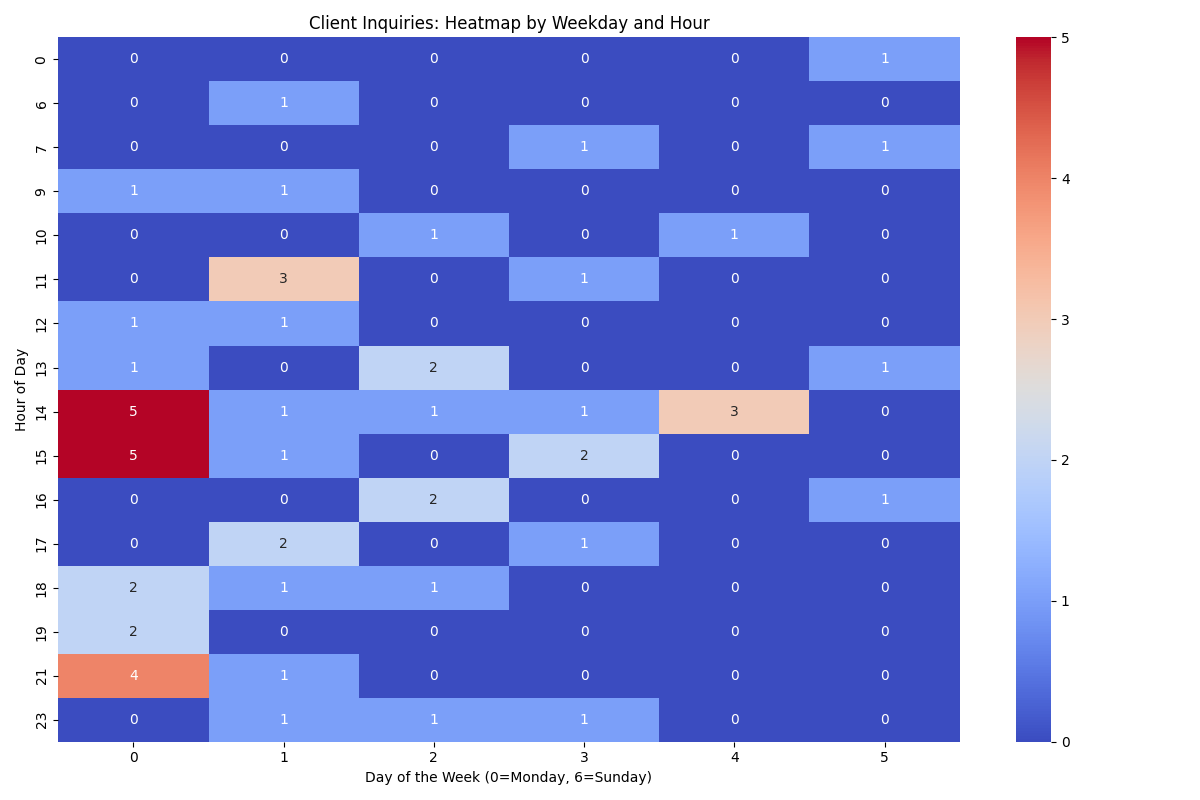 Client Inquiries: Heatmap by Weekday and Hour
0 0 0 0 0 0 1
6 0 1 0 0 0 0
7 0 0 0 1 0 1
9 1 1 0 0 0 0
10 0 0 1 0 1 0
11 0 3 0 1 0 0
12 1 1 0 0 0 0
13 1 0 2 0 0 1
14 5 1 1 1 3 0
15 5 1 0 2 0 0
16 0 0 2 0 0 1
17 0 2 0 1 0 0
18 2 1 1 0 0 0
19 2 0 0 0 0 0
21 4 1 0 0 0 0
23 0 1 1 1 0 0
Hour of Day
0 1 2 3 4 5
Day of the Week (0=Monday, 6=Sunday)
5
4
3
2
1
0